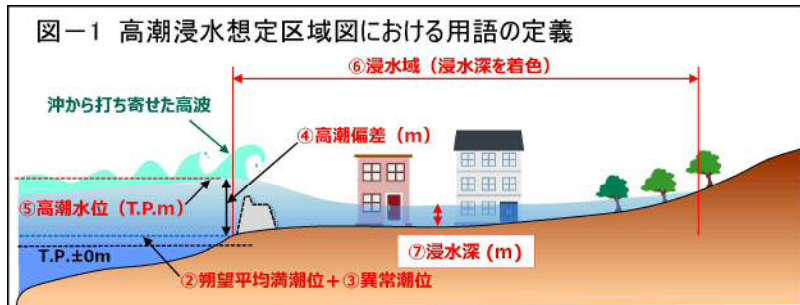 図－1 高潮浸水想定区域図における用語の定義
⑥浸水域（浸水深を着色）
沖から打ち寄せた高波
④高潮偏差（m）
⑤高潮水位（T.P.m）
⑦浸水深 (m)
T.P.±0m
②朔望平均満潮位＋③異常潮位